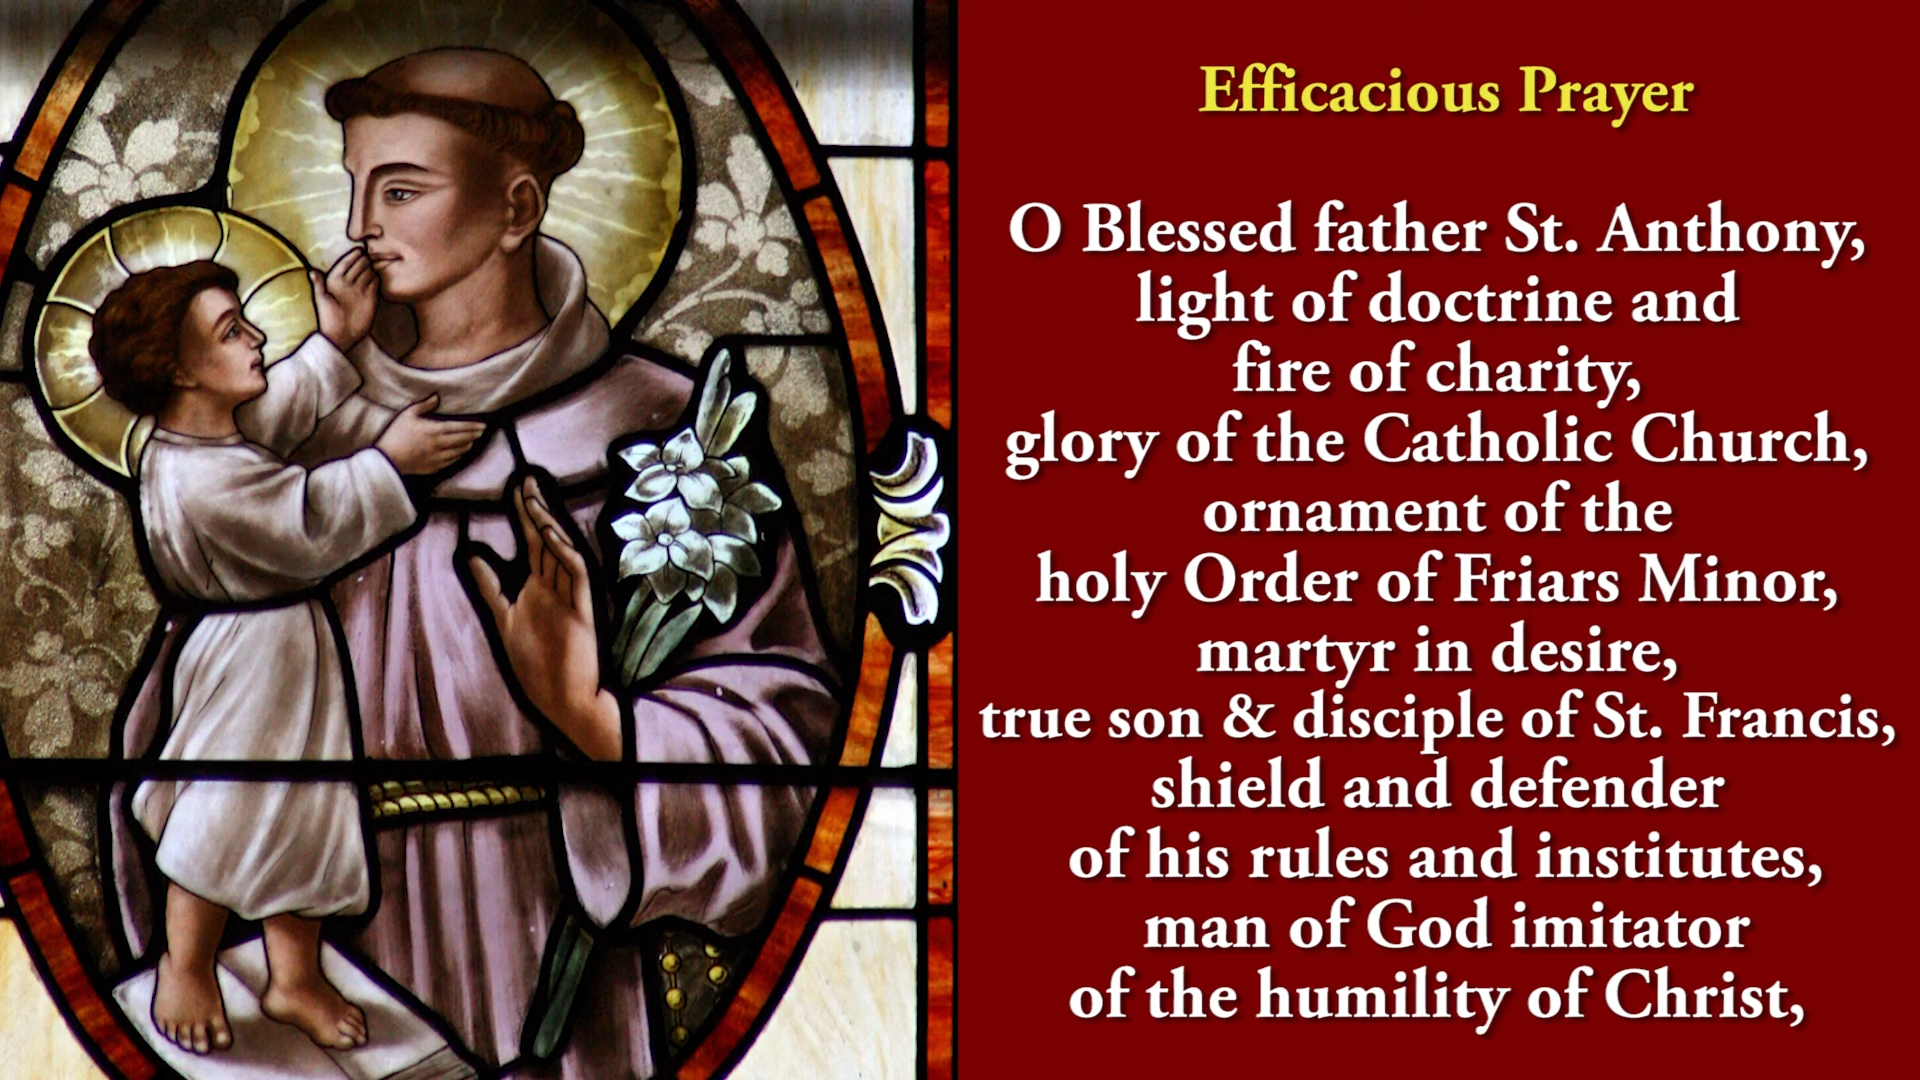 Efficacious Prayer
O Blessed father St. Anthony,
light of doctrine and
fire of charity,
glory of the Catholic Church,
ornament of the
holy Order of Friars Minor,
martyr in desire,
true son & disciple of St. Francis,
shield and defender
of his rules and institutes,
man of God imitator
of the humility of Christ,